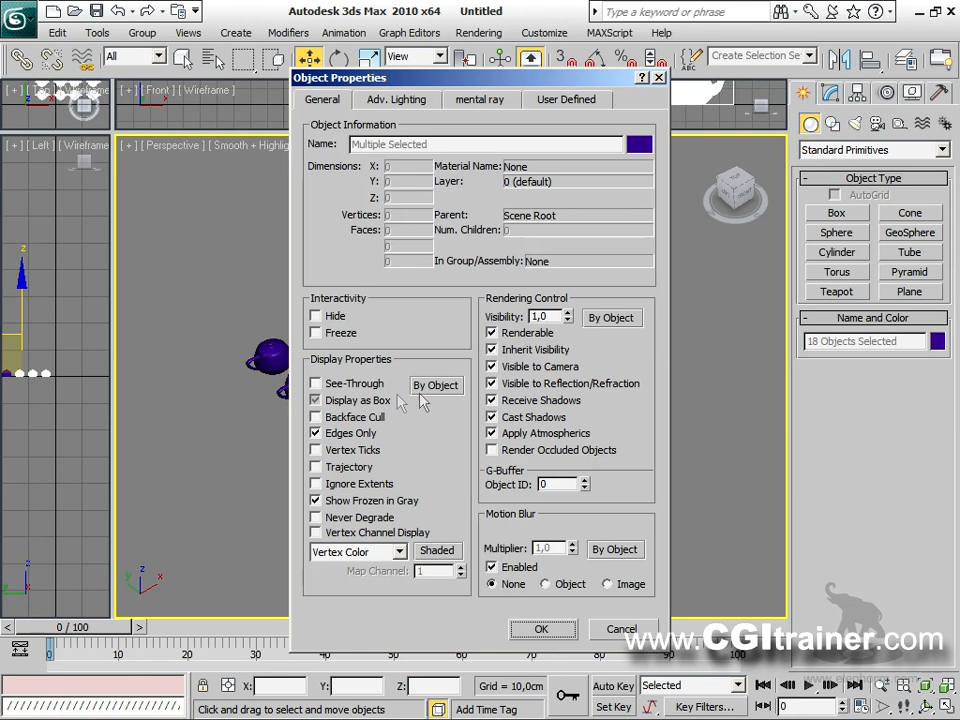 Autodesk 3ds Max 2010 x64 Untitled
Type a keyword or phrase
Edit Tools Group Views Create Modifiers Animation Graph Editors Rendering Customize MAXScript Help
All
View
3
%
Create Selection Se
Object Properties
General Adv. Lighting mental ray User Defined
[ + ] [ Front ] [ Wireframe ]
[ + ] [ Left ] [ Wireframe
[ + ] [ Perspective ] [ Smooth + Highlig
Object Information
Name: Multiple Selected
Dimensions: X: 0 Material Name: None
Y: 0 Layer: 0 (default)
Z: 0
Vertices: 0 Parent: Scene Root
Faces: 0 Num. Children: 0
0
0 In Group/Assembly: None
Interactivity
Hide
Freeze
Display Properties
See-Through By Object
Display as Box
Backface Cull
Edges Only
Vertex Ticks
Trajectory
Ignore Extents
Show Frozen in Gray
Never Degrade
Vertex Channel Display
Vertex Color Shaded
Map Channel: 1
Rendering Control
Visibility: 1,0 By Object
Renderable
Inherit Visibility
Visible to Camera
Visible to Reflection/Refraction
Receive Shadows
Cast Shadows
Apply Atmospherics
Render Occluded Objects
G-Buffer
Object ID: 0
Motion Blur
Multiplier: 1,0 By Object
Enabled
None Object Image
OK Cancel
Standard Primitives
Object Type
AutoGrid
Box Cone
Sphere GeoSphere
Cylinder Tube
Torus Pyramid
Teapot Plane
Name and Color
18 Objects Selected
z
x
z
y
x
z
y
x
www.CGItrainer.com
< 0 / 100 >
0 10 20 30 40 50 60 70 80 90 100
X: Y: Z: Grid = 10,0cm Auto Key Selected
0
Click and drag to select and move objects Add Time Tag Set Key Key Filters...